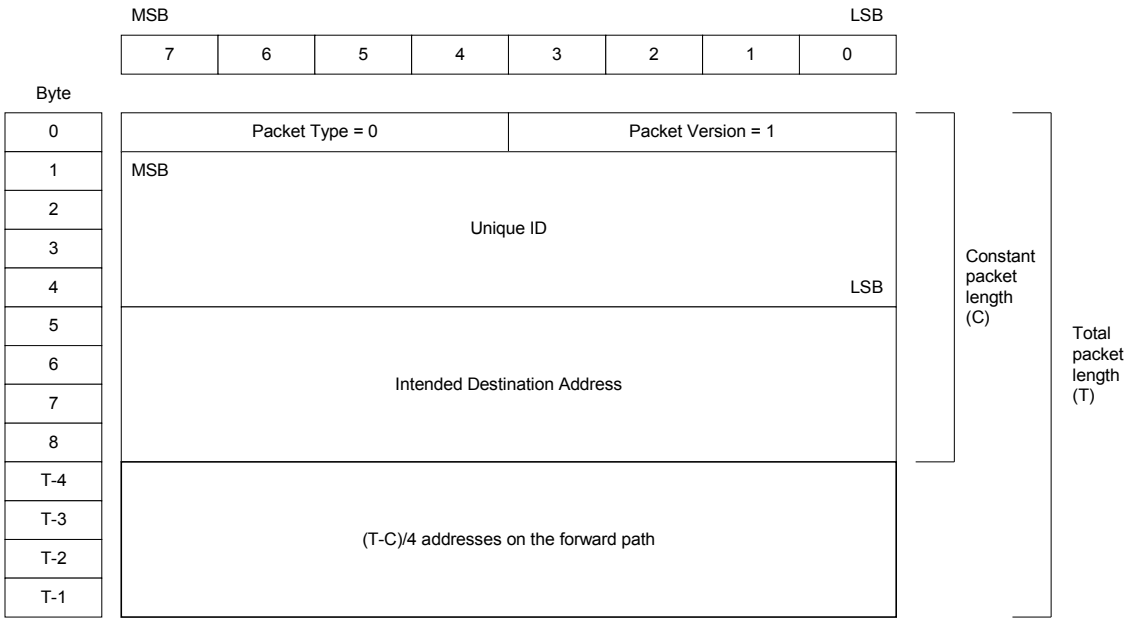 MSB LSB
7 6 5 4 3 2 1 0
Byte
0 Packet Type = 0 Packet Version = 1
1 MSB
2
Unique ID
3
4 LSB
5
6
Intended Destination Address
7
8
Constant
packet
length
(C)
Total
packet
length
(T)
T-4
T-3
(T-C)/4 addresses on the forward path
T-2
T-1